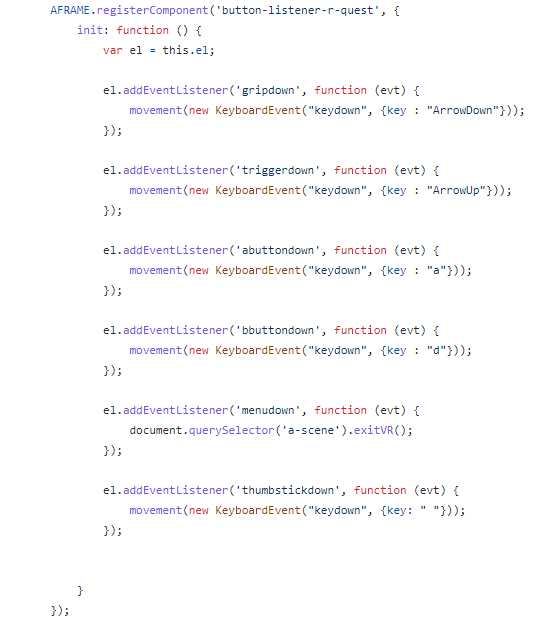 AFRAME.registerComponent('button-listener-r-quest', {
init: function () {
var el = this.el;
el.addEventListener('gripdown', function (evt) {
movement(new KeyboardEvent("keydown", {key : "ArrowDown"}));
});
el.addEventListener('triggerdown', function (evt) {
movement(new KeyboardEvent("keydown", {key : "ArrowUp"}));
});
el.addEventListener('abuttondown', function (evt) {
movement(new KeyboardEvent("keydown", {key : "a"}));
});
el.addEventListener('bbuttondown', function (evt) {
movement(new KeyboardEvent("keydown", {key : "d"}));
});
el.addEventListener('menudown', function (evt) {
document.querySelector('a-scene').exitVR();
});
el.addEventListener('thumbstickdown', function (evt) {
movement(new KeyboardEvent("keydown", {key: " "}));
});
}
});